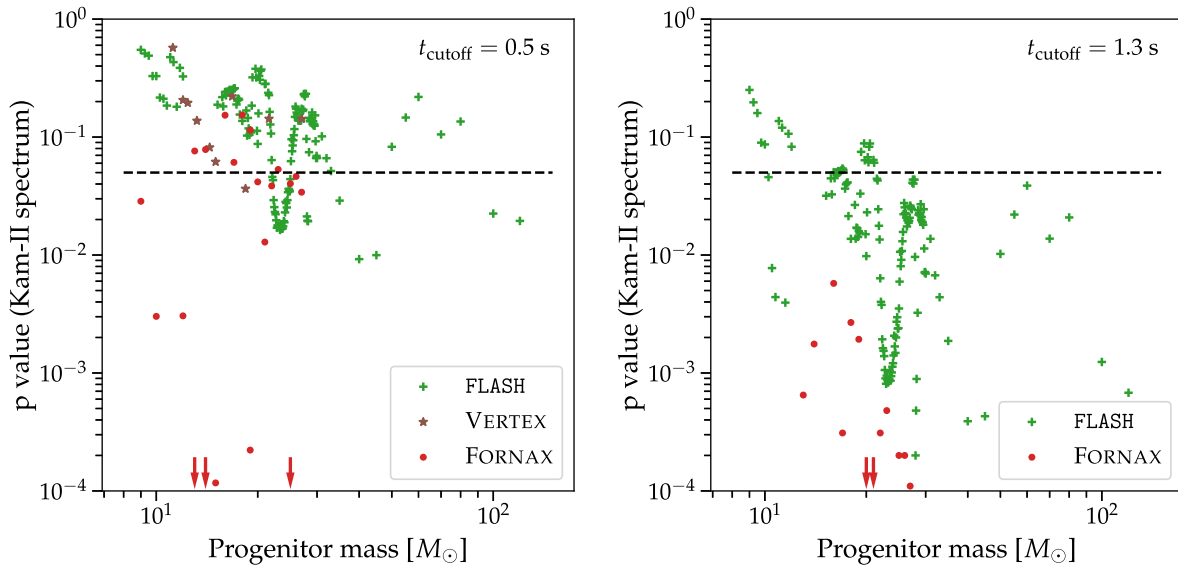 t_cutoff = 0.5 s
p value (Kam-II spectrum)
10^0
10^−1
10^−2
10^−3
10^−4
FLASH
VERTEX
FORNAX
10^1
10^2
Progenitor mass [M_⊙]
t_cutoff = 1.3 s
p value (Kam-II spectrum)
10^0
10^−1
10^−2
10^−3
10^−4
FLASH
FORNAX
10^1
10^2
Progenitor mass [M_⊙]